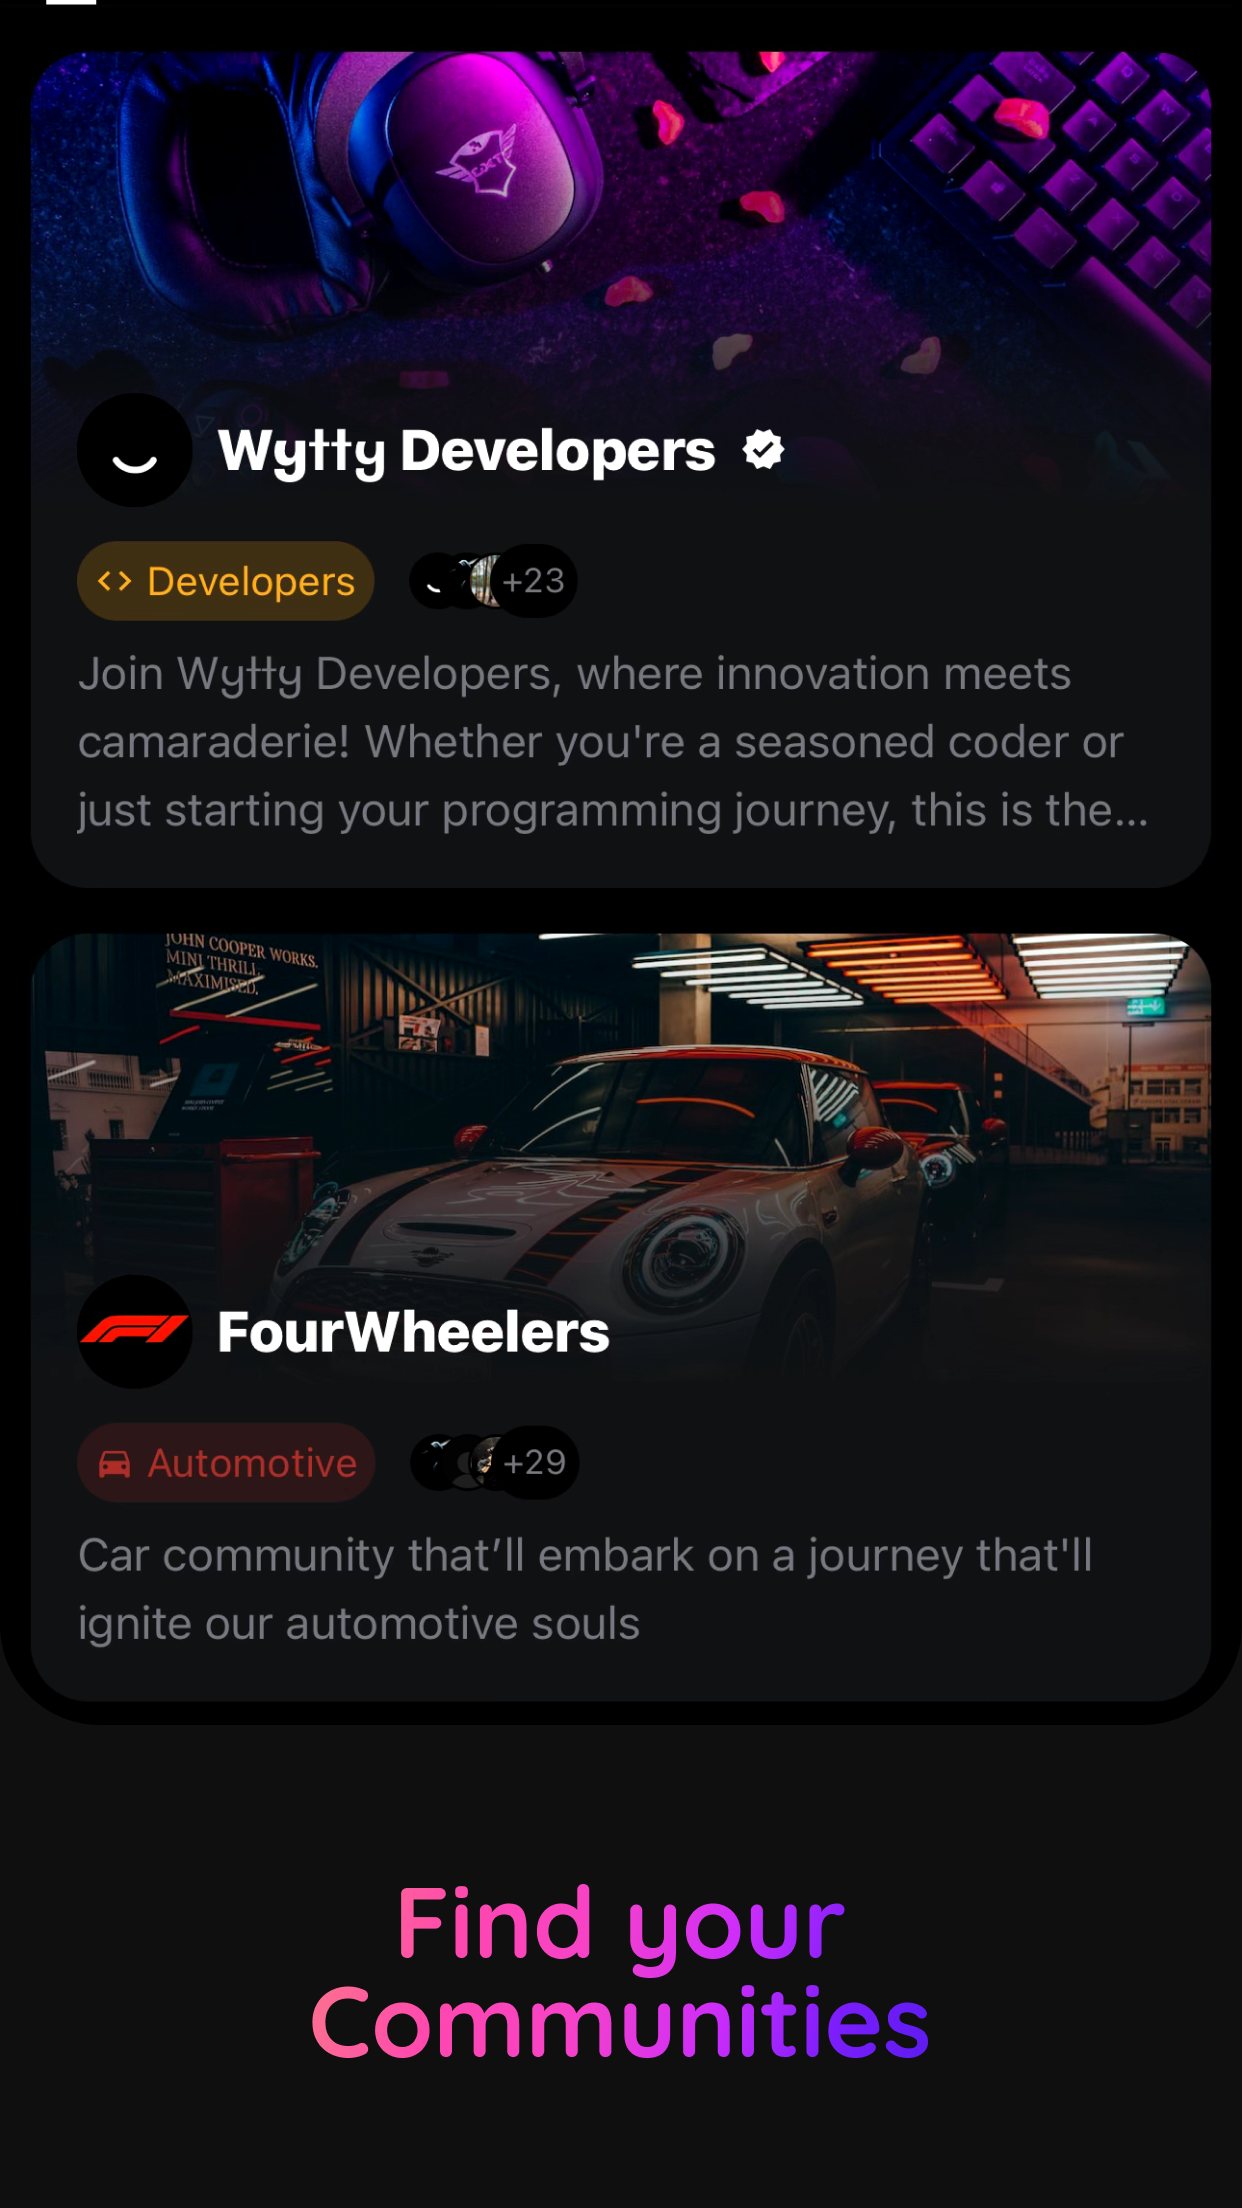 GXT
Wytty Developers
Developers
+23
Join Wytty Developers, where innovation meets
camaraderie! Whether you're a seasoned coder or
just starting your programming journey, this is the...
JOHN COOPER WORKS.
MINI THRILL.
MAXIMISED.
FourWheelers
Automotive
+29
Car community that’ll embark on a journey that'll
ignite our automotive souls
Find your
Communities